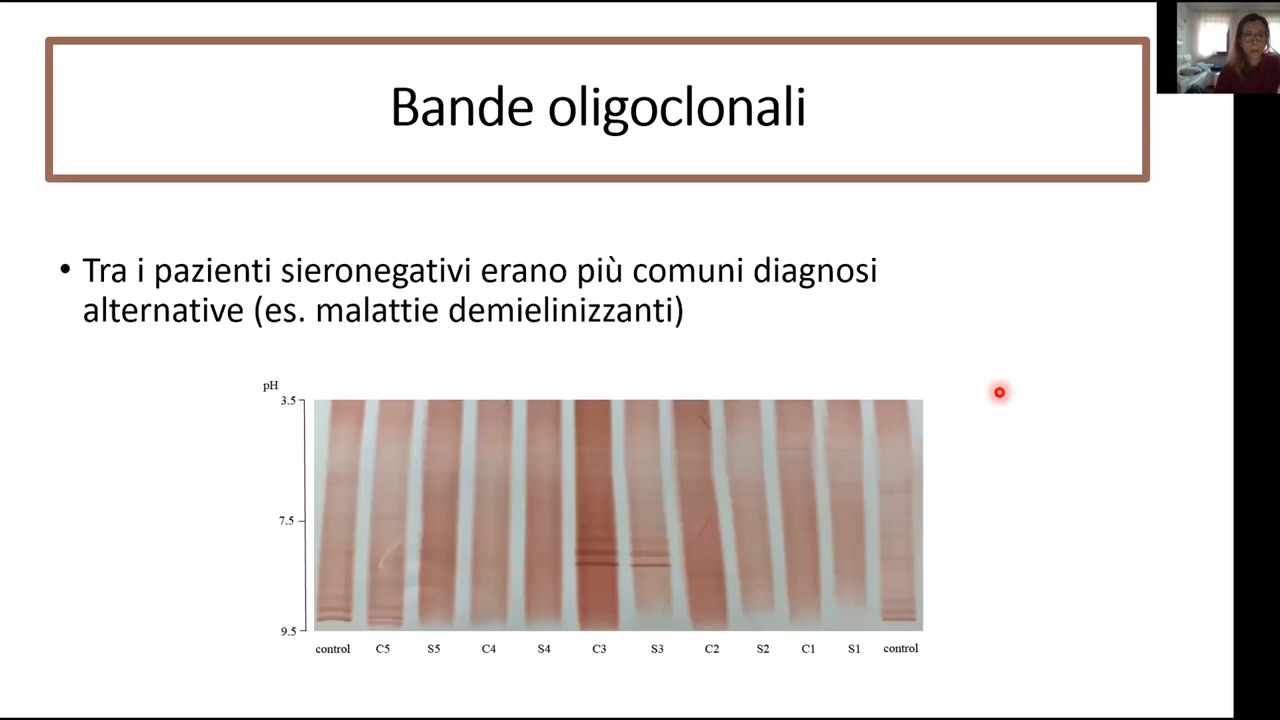 Bande oligoclonali
• Tra i pazienti sieronegativi erano più comuni diagnosi
alternative (es. malattie demielinizzanti)
pH
3.5
7.5
9.5
control C5 S5 C4 S4 C3 S3 C2 S2 C1 S1 control